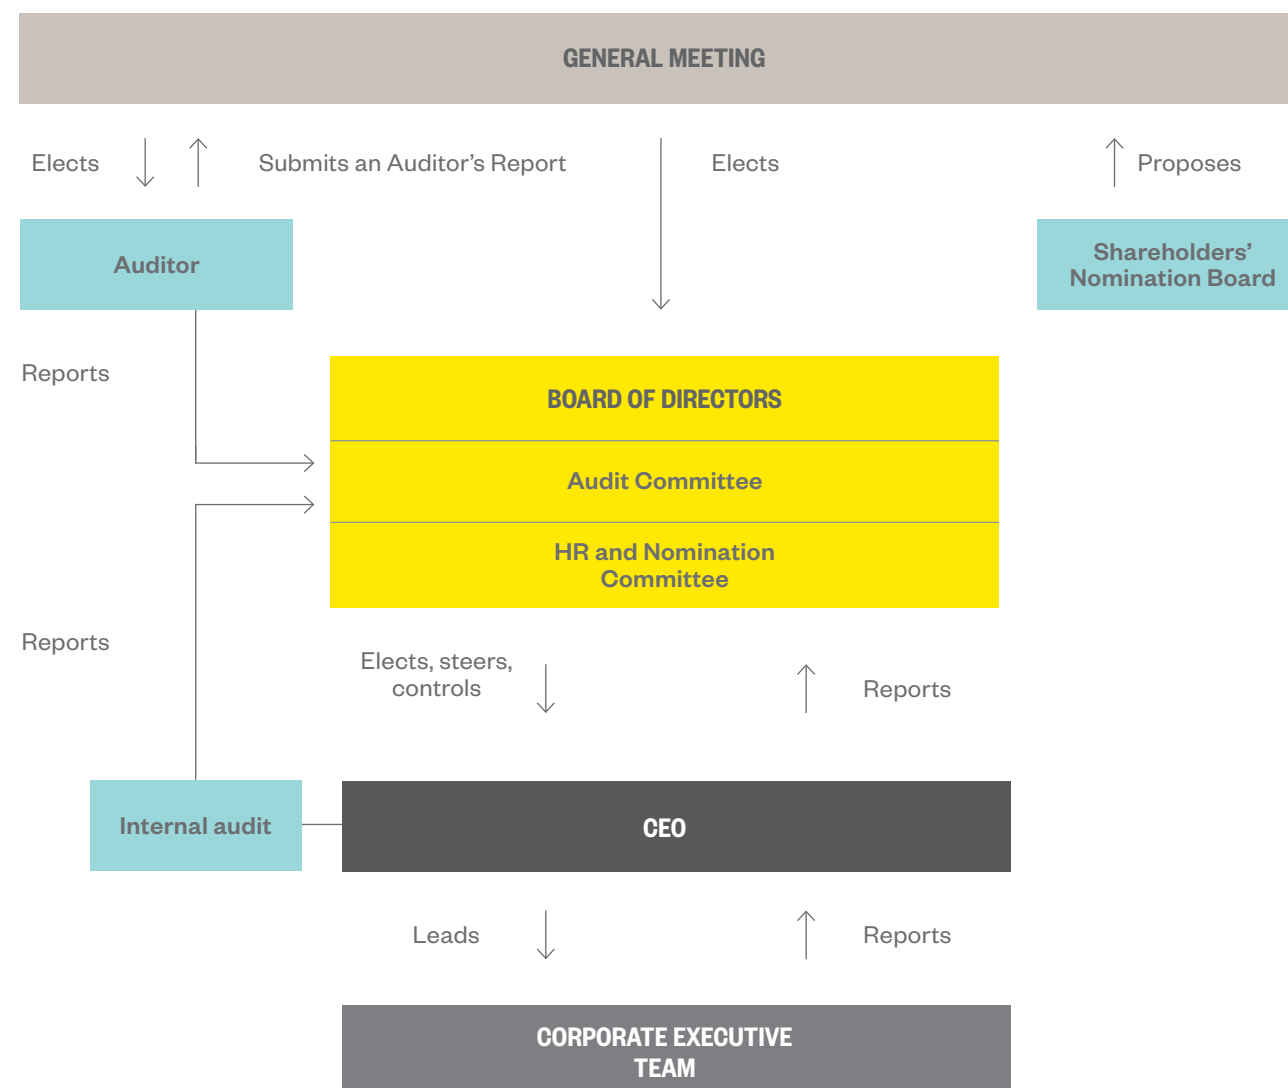 GENERAL MEETING
Elects
Submits an Auditor’s Report
Elects
Proposes
Auditor
Shareholders’
Nomination Board
Reports
BOARD OF DIRECTORS
Audit Committee
HR and Nomination
Committee
Reports
Elects, steers,
controls
Reports
Internal audit
CEO
Leads
Reports
CORPORATE EXECUTIVE
TEAM